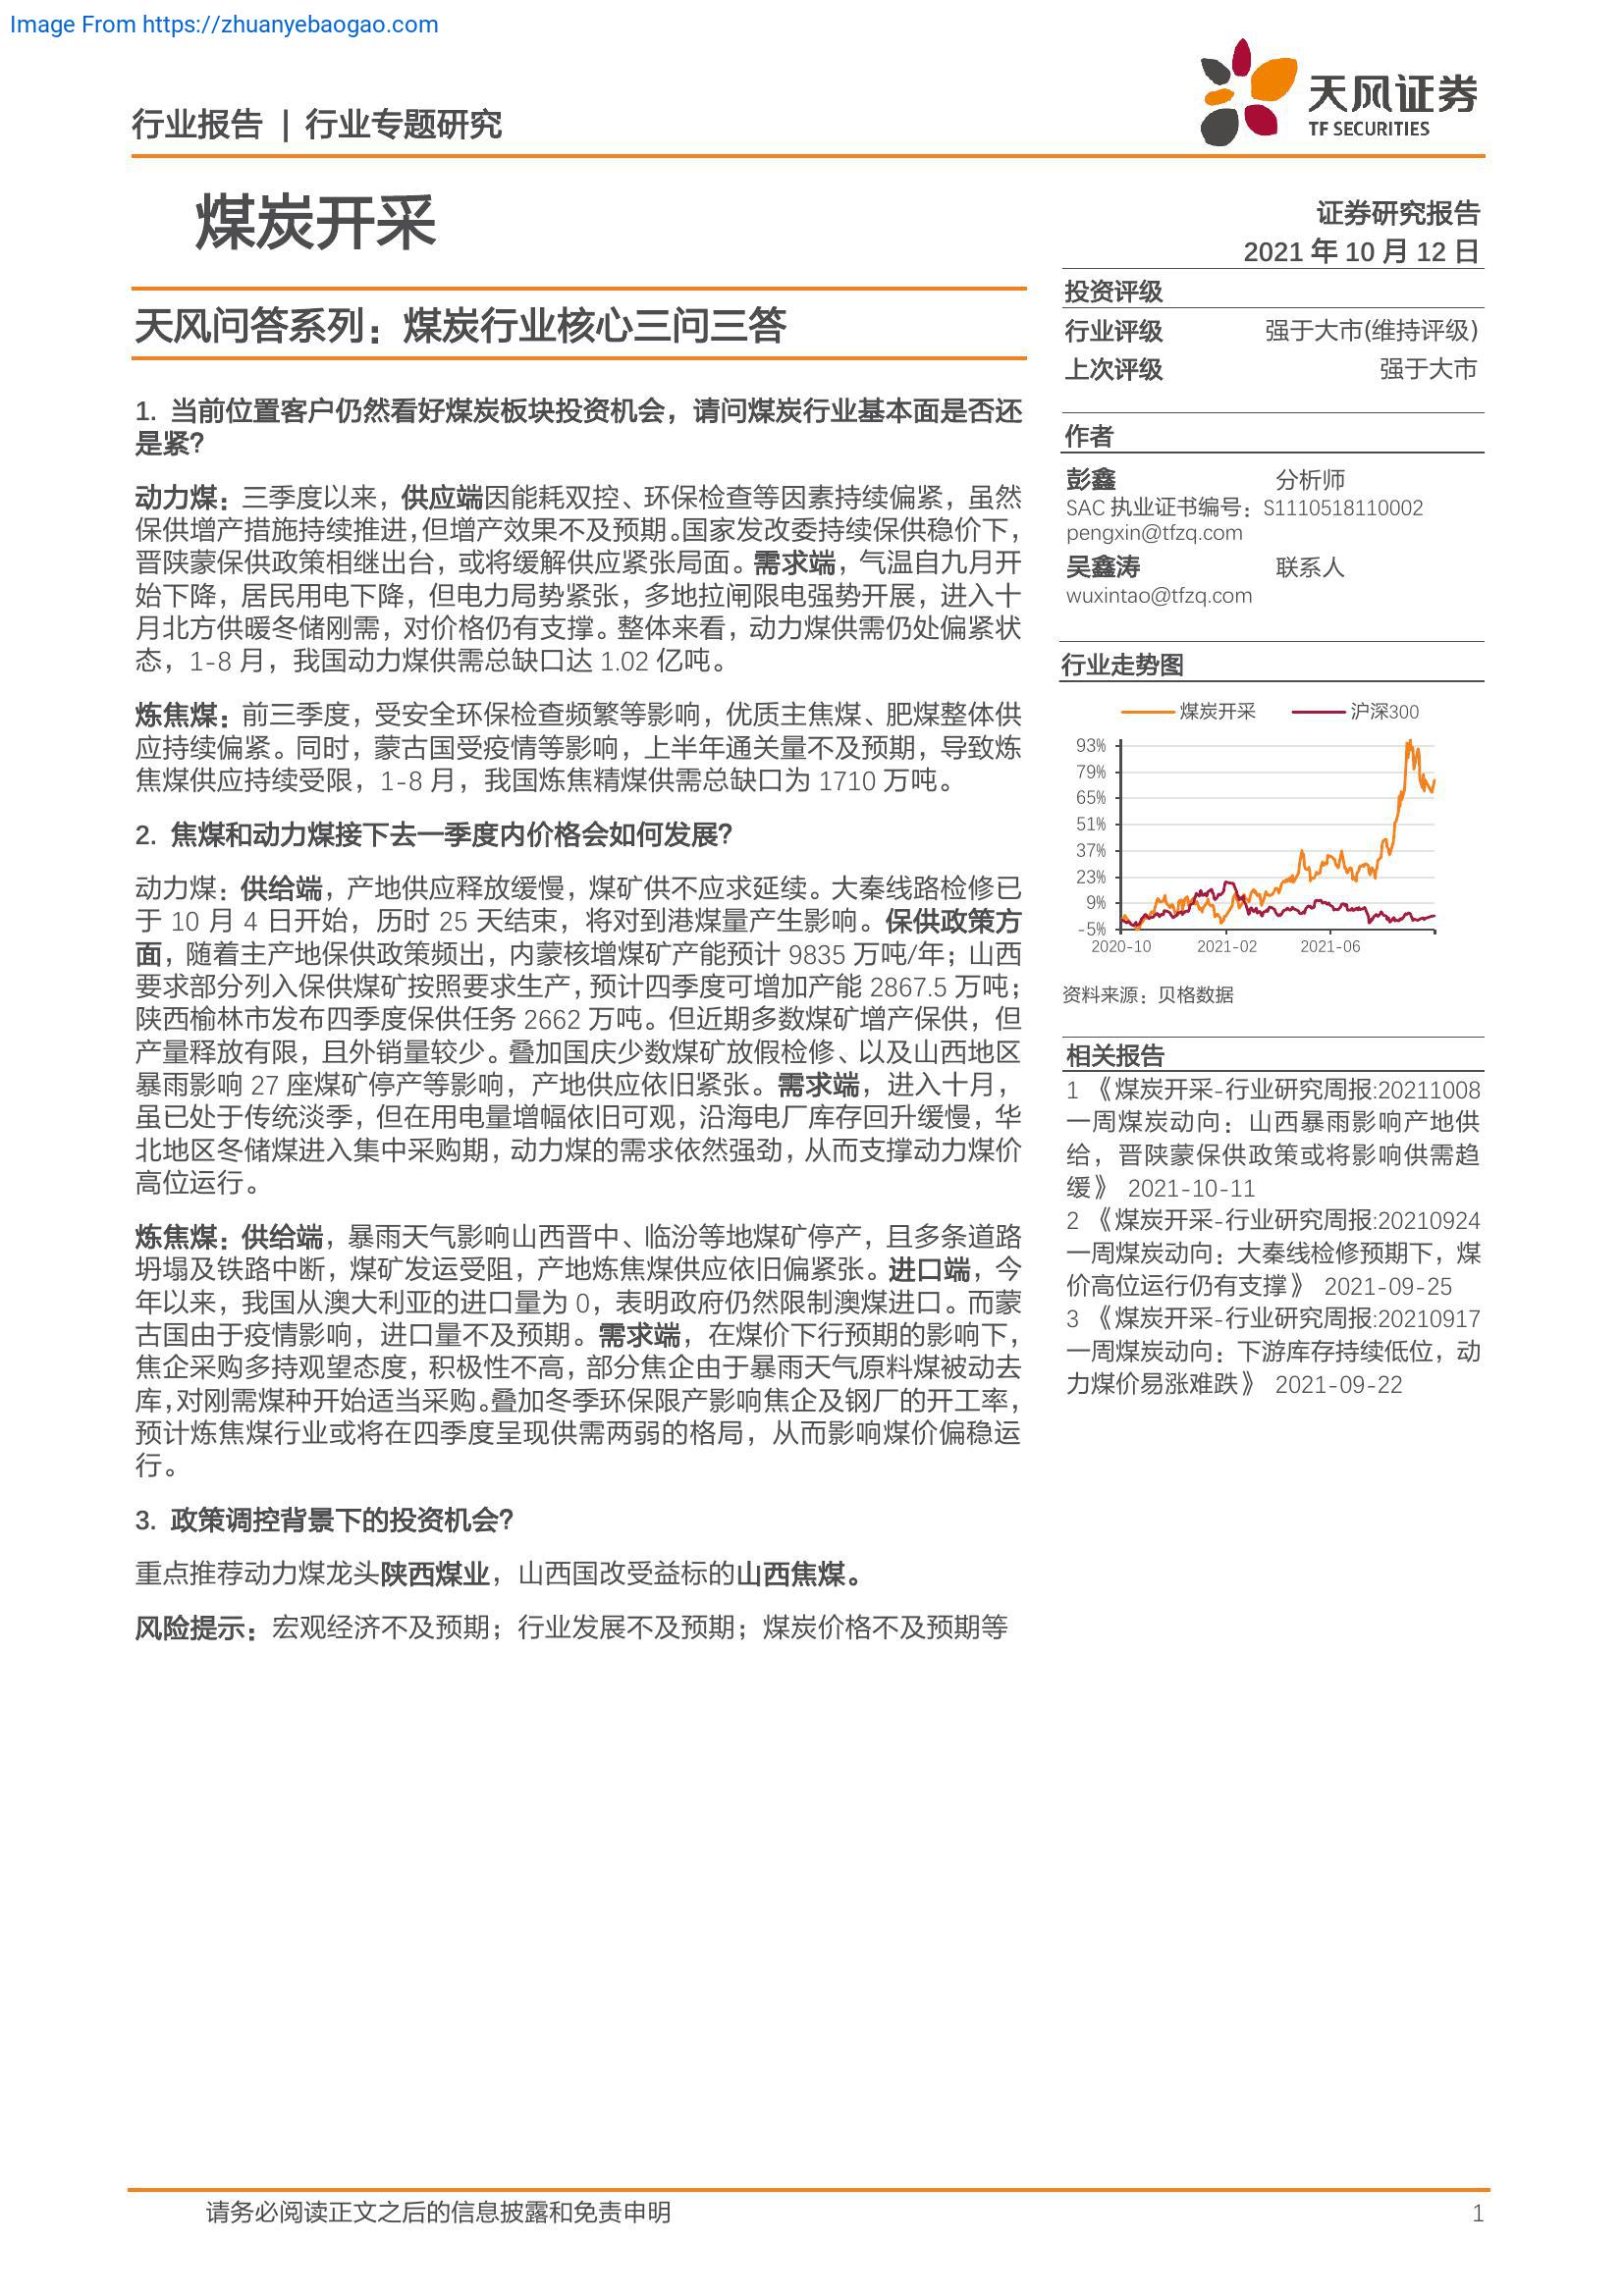 Image From https://zhuanyebaogao.com
行业报告 | 行业专题研究
天风证券
TF SECURITIES
煤炭开采
证券研究报告
2021 年 10 月 12 日
天风问答系列：煤炭行业核心三问三答
1. 当前位置客户仍然看好煤炭板块投资机会，请问煤炭行业基本面是否还
是紧？
动力煤：三季度以来，供应端因能耗双控、环保检查等因素持续偏紧，虽然
保供增产措施持续推进，但增产效果不及预期。国家发改委持续保供稳价下，
晋陕蒙保供政策相继出台，或将缓解供应紧张局面。需求端，气温自九月开
始下降，居民用电下降，但电力局势紧张，多地拉闸限电强势开展，进入十
月北方供暖冬储刚需，对价格仍有支撑。整体来看，动力煤供需仍处偏紧状
态，1-8 月，我国动力煤供需总缺口达 1.02 亿吨。
炼焦煤：前三季度，受安全环保检查频繁等影响，优质主焦煤、肥煤整体供
应持续偏紧。同时，蒙古国受疫情等影响，上半年通关量不及预期，导致炼
焦煤供应持续受限，1-8 月，我国炼焦精煤供需总缺口为 1710 万吨。
2. 焦煤和动力煤接下去一季度内价格会如何发展？
动力煤：供给端，产地供应释放缓慢，煤矿供不应求延续。大秦线路检修已
于 10 月 4 日开始，历时 25 天结束，将对到港煤量产生影响。保供政策方
面，随着主产地保供政策频出，内蒙核增煤矿产能预计 9835 万吨/年；山西
要求部分列入保供煤矿按照要求生产，预计四季度可增加产能 2867.5 万吨；
陕西榆林市发布四季度保供任务 2662 万吨。但近期多数煤矿增产保供，但
产量释放有限，且外销量较少。叠加国庆少数煤矿放假检修、以及山西地区
暴雨影响 27 座煤矿停产等影响，产地供应依旧紧张。需求端，进入十月，
虽已处于传统淡季，但在用电量增幅依旧可观，沿海电厂库存回升缓慢，华
北地区冬储煤进入集中采购期，动力煤的需求依然强劲，从而支撑动力煤价
高位运行。
炼焦煤：供给端，暴雨天气影响山西晋中、临汾等地煤矿停产，且多条道路
坍塌及铁路中断，煤矿发运受阻，产地炼焦煤供应依旧偏紧张。进口端，今
年以来，我国从澳大利亚的进口量为 0，表明政府仍然限制澳煤进口。而蒙
古国由于疫情影响，进口量不及预期。需求端，在煤价下行预期的影响下，
焦企采购多持观望态度，积极性不高，部分焦企由于暴雨天气原料煤被动去
库，对刚需煤种开始适当采购。叠加冬季环保限产影响焦企及钢厂的开工率，
预计炼焦煤行业或将在四季度呈现供需两弱的格局，从而影响煤价偏稳运
行。
3. 政策调控背景下的投资机会？
重点推荐动力煤龙头陕西煤业，山西国改受益标的山西焦煤。
风险提示：宏观经济不及预期；行业发展不及预期；煤炭价格不及预期等
投资评级
行业评级 强于大市(维持评级)
上次评级 强于大市
作者
彭鑫 分析师
SAC 执业证书编号：S1110518110002
pengxin@tfzq.com
吴鑫涛 联系人
wuxintao@tfzq.com
行业走势图
煤炭开采 沪深300
93%
79%
65%
51%
37%
23%
9%
-5%
2020-10 2021-02 2021-06
资料来源：贝格数据
相关报告
1 《煤炭开采-行业研究周报:20211008
一周煤炭动向：山西暴雨影响产地供
给，晋陕蒙保供政策或将影响供需趋
缓》 2021-10-11
2 《煤炭开采-行业研究周报:20210924
一周煤炭动向：大秦线检修预期下，煤
价高位运行仍有支撑》 2021-09-25
3 《煤炭开采-行业研究周报:20210917
一周煤炭动向：下游库存持续低位，动
力煤价易涨难跌》 2021-09-22
请务必阅读正文之后的信息披露和免责申明 1